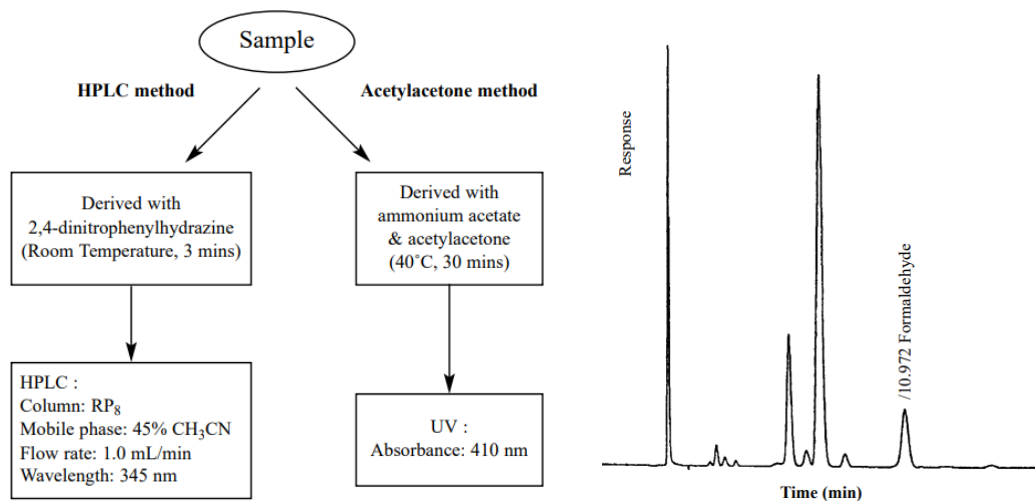 Sample
HPLC method
Acetylacetone method
Derived with
2,4-dinitrophenylhydrazine
(Room Temperature, 3 mins)
Derived with
ammonium acetate
& acetylacetone
(40˚C, 30 mins)
HPLC :
Column: RP₈
Mobile phase: 45% CH₃CN
Flow rate: 1.0 mL/min
Wavelength: 345 nm
UV :
Absorbance: 410 nm
Response
/10.972 Formaldehyde
Time (min)